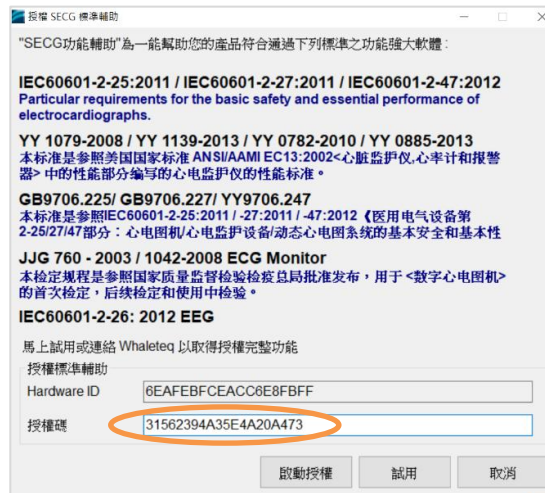 授權 SECG 標準輔助
"SECG功能輔助"為一能幫助您的產品符合通過下列標準之功能強大軟體:
IEC60601-2-25:2011 / IEC60601-2-27:2011 / IEC60601-2-47:2012
Particular requirements for the basic safety and essential performance of
electrocardiographs.
YY 1079-2008 / YY 1139-2013 / YY 0782-2010 / YY 0885-2013
本标准是参照美国国家标准 ANSI/AAMI EC13:2002<心脏监护仪,心率计和报警
器> 中的性能部分编写的心电监护仪的性能标准。
GB9706.225/ GB9706.227/ YY9706.247
本标准是参照IEC60601-2-25:2011 / -27:2011 / -47:2012 《医用电气设备第
2-25/27/47部分:心电图机/心电监护设备/动态心电图系统的基本安全和基本性
JJG 760 - 2003 / 1042-2008 ECG Monitor
本检定规程是参照国家质量监督检验检疫总局批准发布,用于 <数字心电图机>
的首次检定,后续检定和使用中检验。
IEC60601-2-26: 2012 EEG
馬上試用或連絡 Whaleteq 以取得授權完整功能
授權標準輔助
Hardware ID 6EAFEBFCEACC6E8FBFF
授權碼 31562394A35E4A20A473
啟動授權 試用 取消